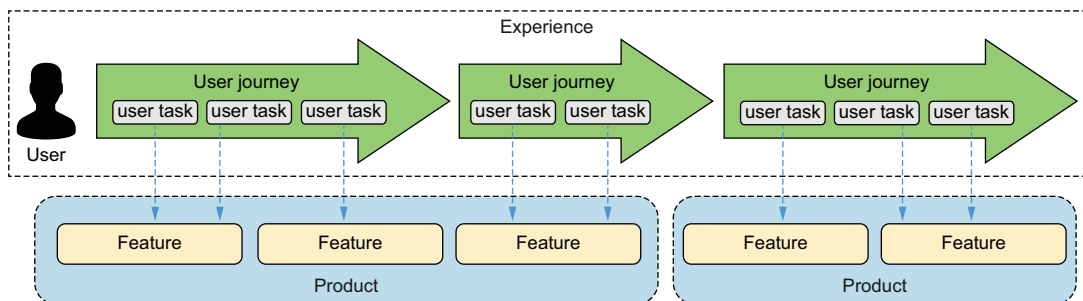 Experience
User journey
user task user task user task
User journey
user task user task
User journey
user task user task user task
User
Feature
Feature
Feature
Product
Feature
Feature
Product